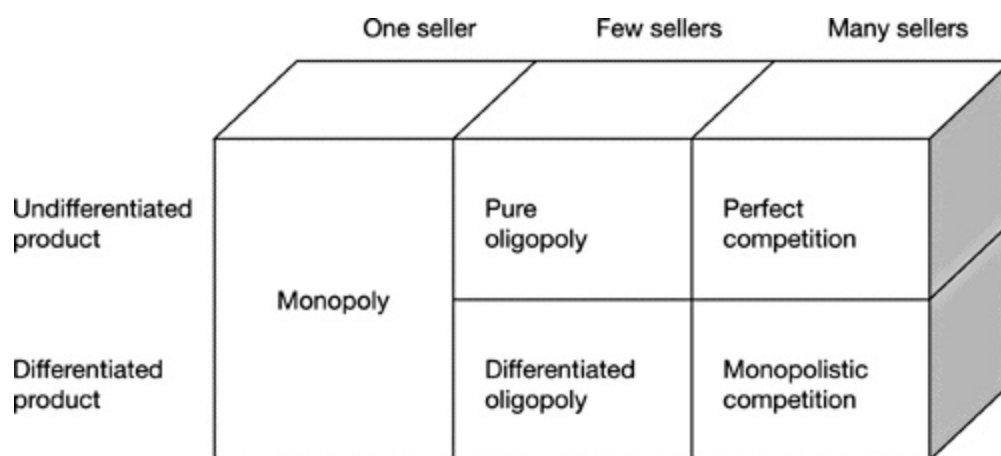 One seller
Few sellers
Many sellers
Undifferentiated
product
Pure
oligopoly
Perfect
competition
Monopoly
Differentiated
product
Differentiated
oligopoly
Monopolistic
competition